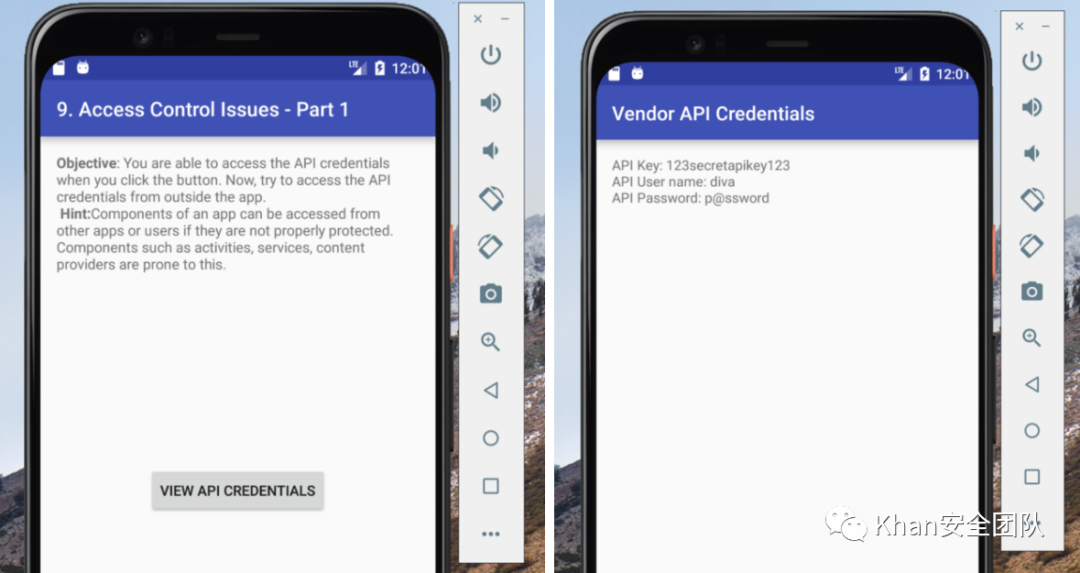 LTE 12:01
9. Access Control Issues - Part 1
Objective: You are able to access the API credentials
when you click the button. Now, try to access the API
credentials from outside the app.
Hint:Components of an app can be accessed from
other apps or users if they are not properly protected.
Components such as activities, services, content
providers are prone to this.
VIEW API CREDENTIALS
LTE 12:01
Vendor API Credentials
API Key: 123secretapikey123
API User name: diva
API Password: p@ssword
Khan安全团队